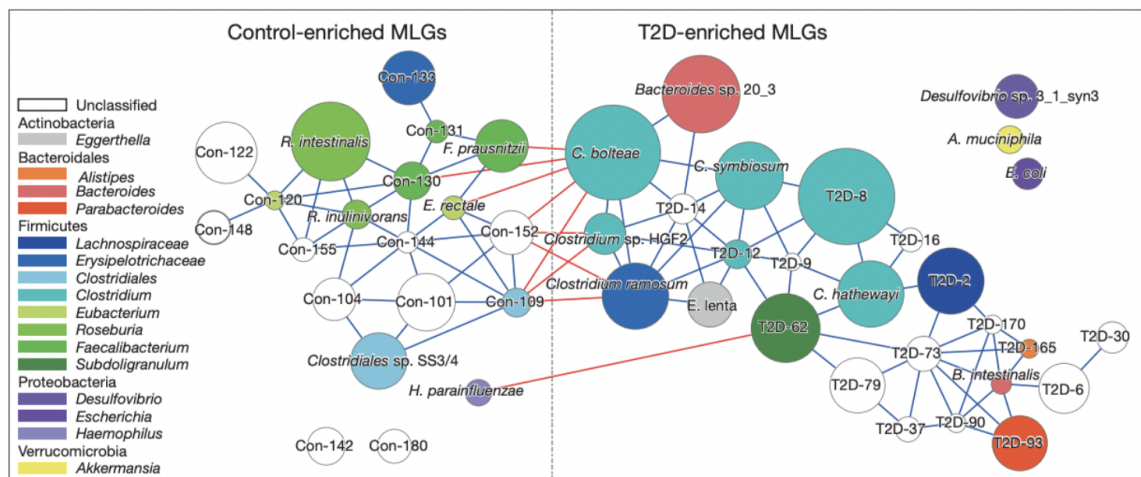 Control-enriched MLGs
T2D-enriched MLGs
Unclassified
Actinobacteria
Eggerthella
Bacteroidales
Alistipes
Bacteroides
Parabacteroides
Firmicutes
Lachnospiraceae
Erysipelotrichaceae
Clostridiales
Clostridium
Eubacterium
Roseburia
Faecalibacterium
Subdoligranulum
Proteobacteria
Desulfovibrio
Escherichia
Haemophilus
Verrucomicrobia
Akkermansia
Con-133
Con-131
R. intestinalis
F. prausnitzii
Con-122
Con-130
Con-120
E. rectale
R. inulinivorans
Con-148
Con-152
Con-144
Con-155
Con-104
Con-101
Con-109
Clostridiales sp. SS3/4
H. parainfluenzae
Con-142
Con-180
Bacteroides sp. 20_3
Desulfovibrio sp. 3_1_syn3
A. muciniphila
E. coli
C. bolteae
C. symbiosum
T2D-8
T2D-14
Clostridium sp. HGF2
T2D-12
T2D-9
T2D-16
Clostridium ramosum
E. lenta
C. hathewayi
T2D-2
T2D-62
T2D-170
T2D-30
T2D-73
T2D-165
B. intestinalis
T2D-79
T2D-6
T2D-37
T2D-90
T2D-93